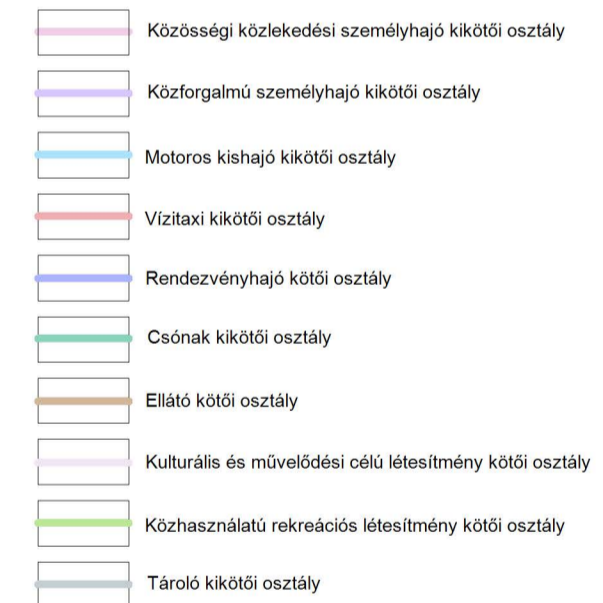 Közösségi közlekedési személyhajó kikötői osztály
Közforgalmú személyhajó kikötői osztály
Motoros kishajó kikötői osztály
Vízitaxi kikötői osztály
Rendezvényhajó kötői osztály
Csónak kikötői osztály
Ellátó kötői osztály
Kulturális és művelődési célú létesítmény kötői osztály
Közhasználatú rekreációs létesítmény kötői osztály
Tároló kikötői osztály